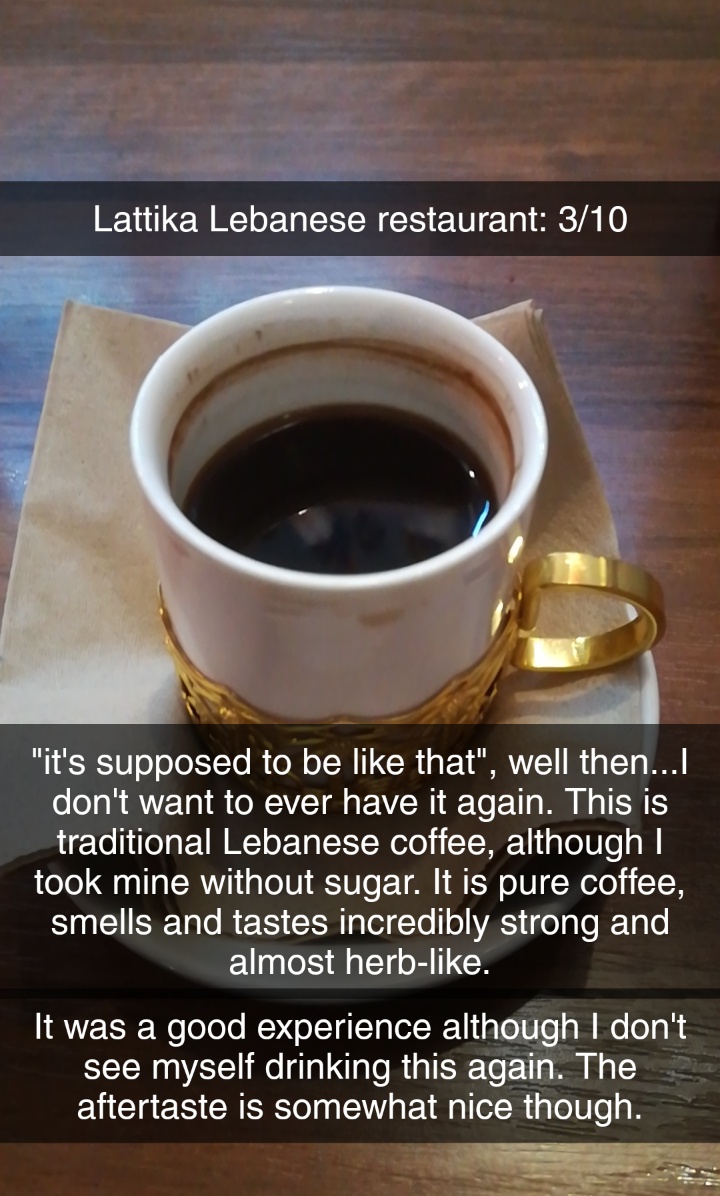 Lattika Lebanese restaurant: 3/10
"it's supposed to be like that", well then...I
don't want to ever have it again. This is
traditional Lebanese coffee, although I
took mine without sugar. It is pure coffee,
smells and tastes incredibly strong and
almost herb-like.
It was a good experience although I don't
see myself drinking this again. The
aftertaste is somewhat nice though.